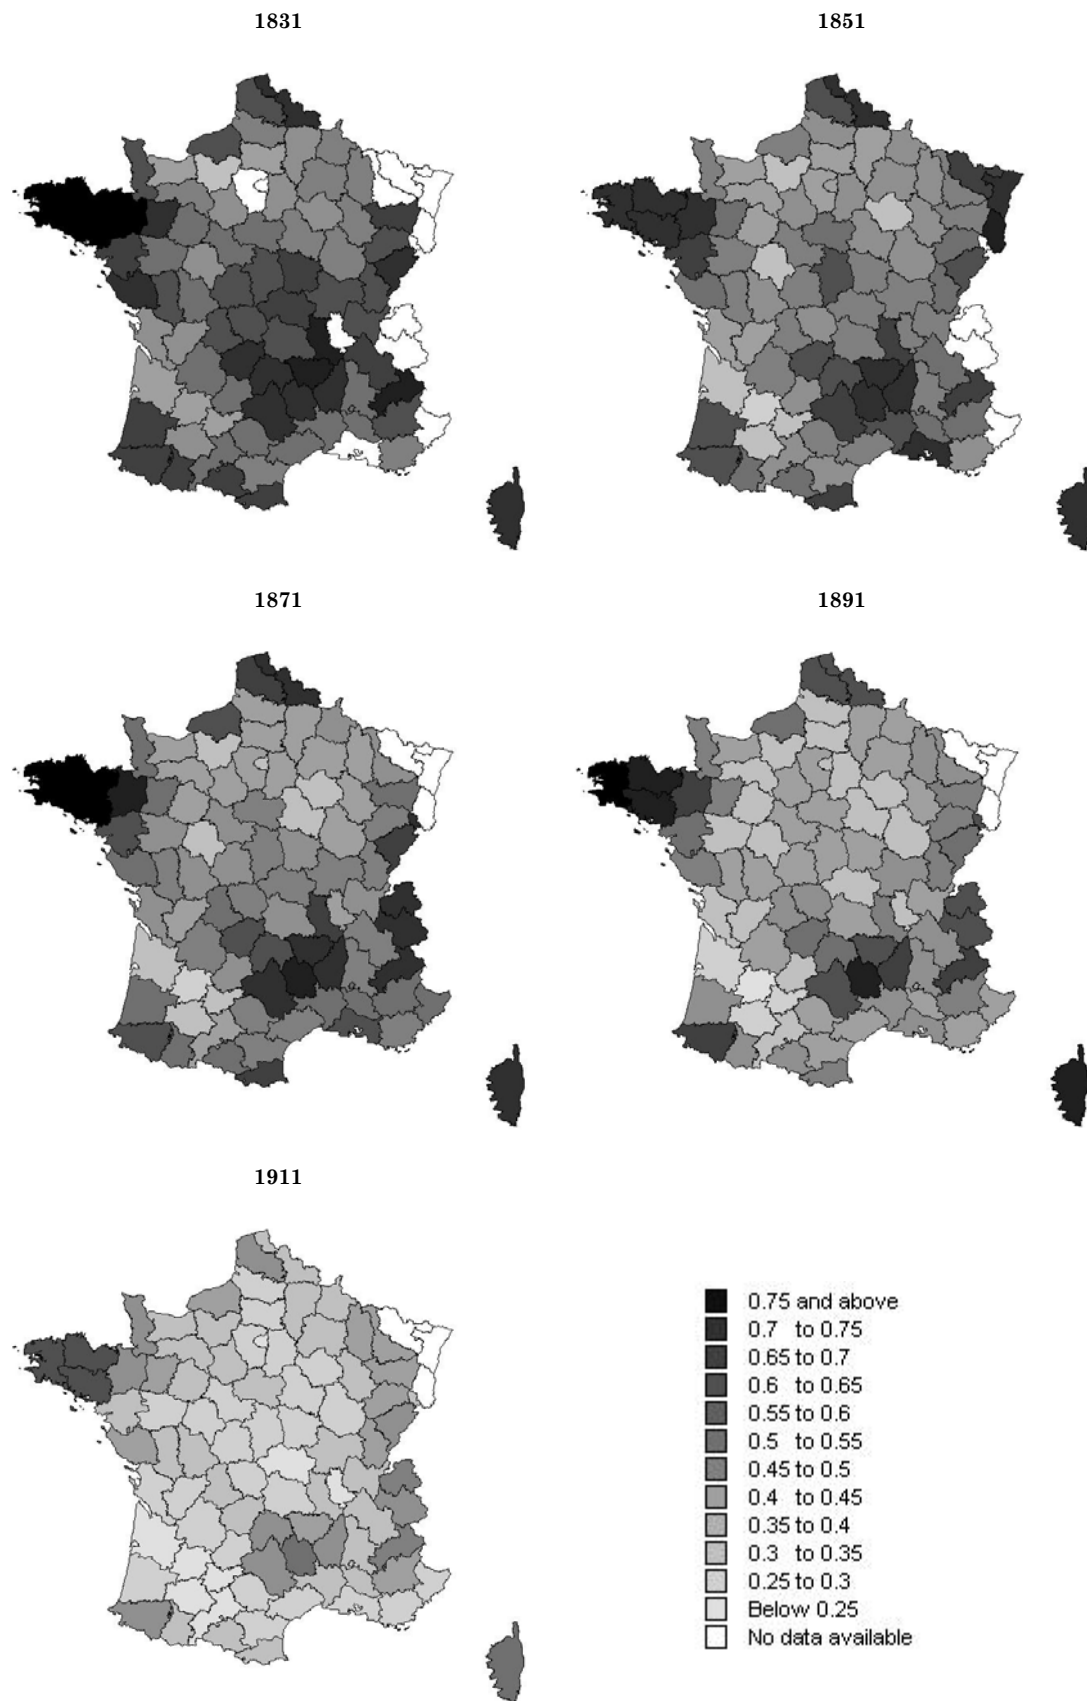 1831
1851
1871
1891
1911
0.75 and above
0.7 to 0.75
0.65 to 0.7
0.6 to 0.65
0.55 to 0.6
0.5 to 0.55
0.45 to 0.5
0.4 to 0.45
0.35 to 0.4
0.3 to 0.35
0.25 to 0.3
Below 0.25
No data available